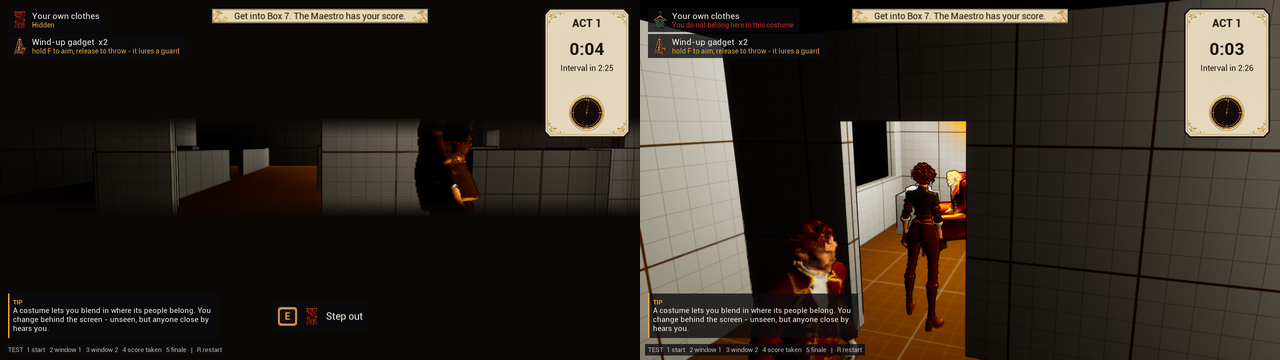 Your own clothes
Hidden
Wind-up gadget x2
hold F to aim, release to throw - it lures a guard
Get into Box 7. The Maestro has your score.
ACT 1
0:04
Interval in 2:25
TIP
A costume lets you blend in where its people belong. You
change behind the screen - unseen, but anyone close by
hears you.
E Step out
TEST 1 start 2 window 1 3 window 2 4 score taken 5 finale | R restart
Your own clothes
You do not belong here in this costume
Wind-up gadget x2
hold F to aim, release to throw - it lures a guard
Get into Box 7. The Maestro has your score.
ACT 1
0:03
Interval in 2:26
TIP
A costume lets you blend in where its people belong. You
change behind the screen - unseen, but anyone close by
hears you.
TEST 1 start 2 window 1 3 window 2 4 score taken 5 finale | R restart